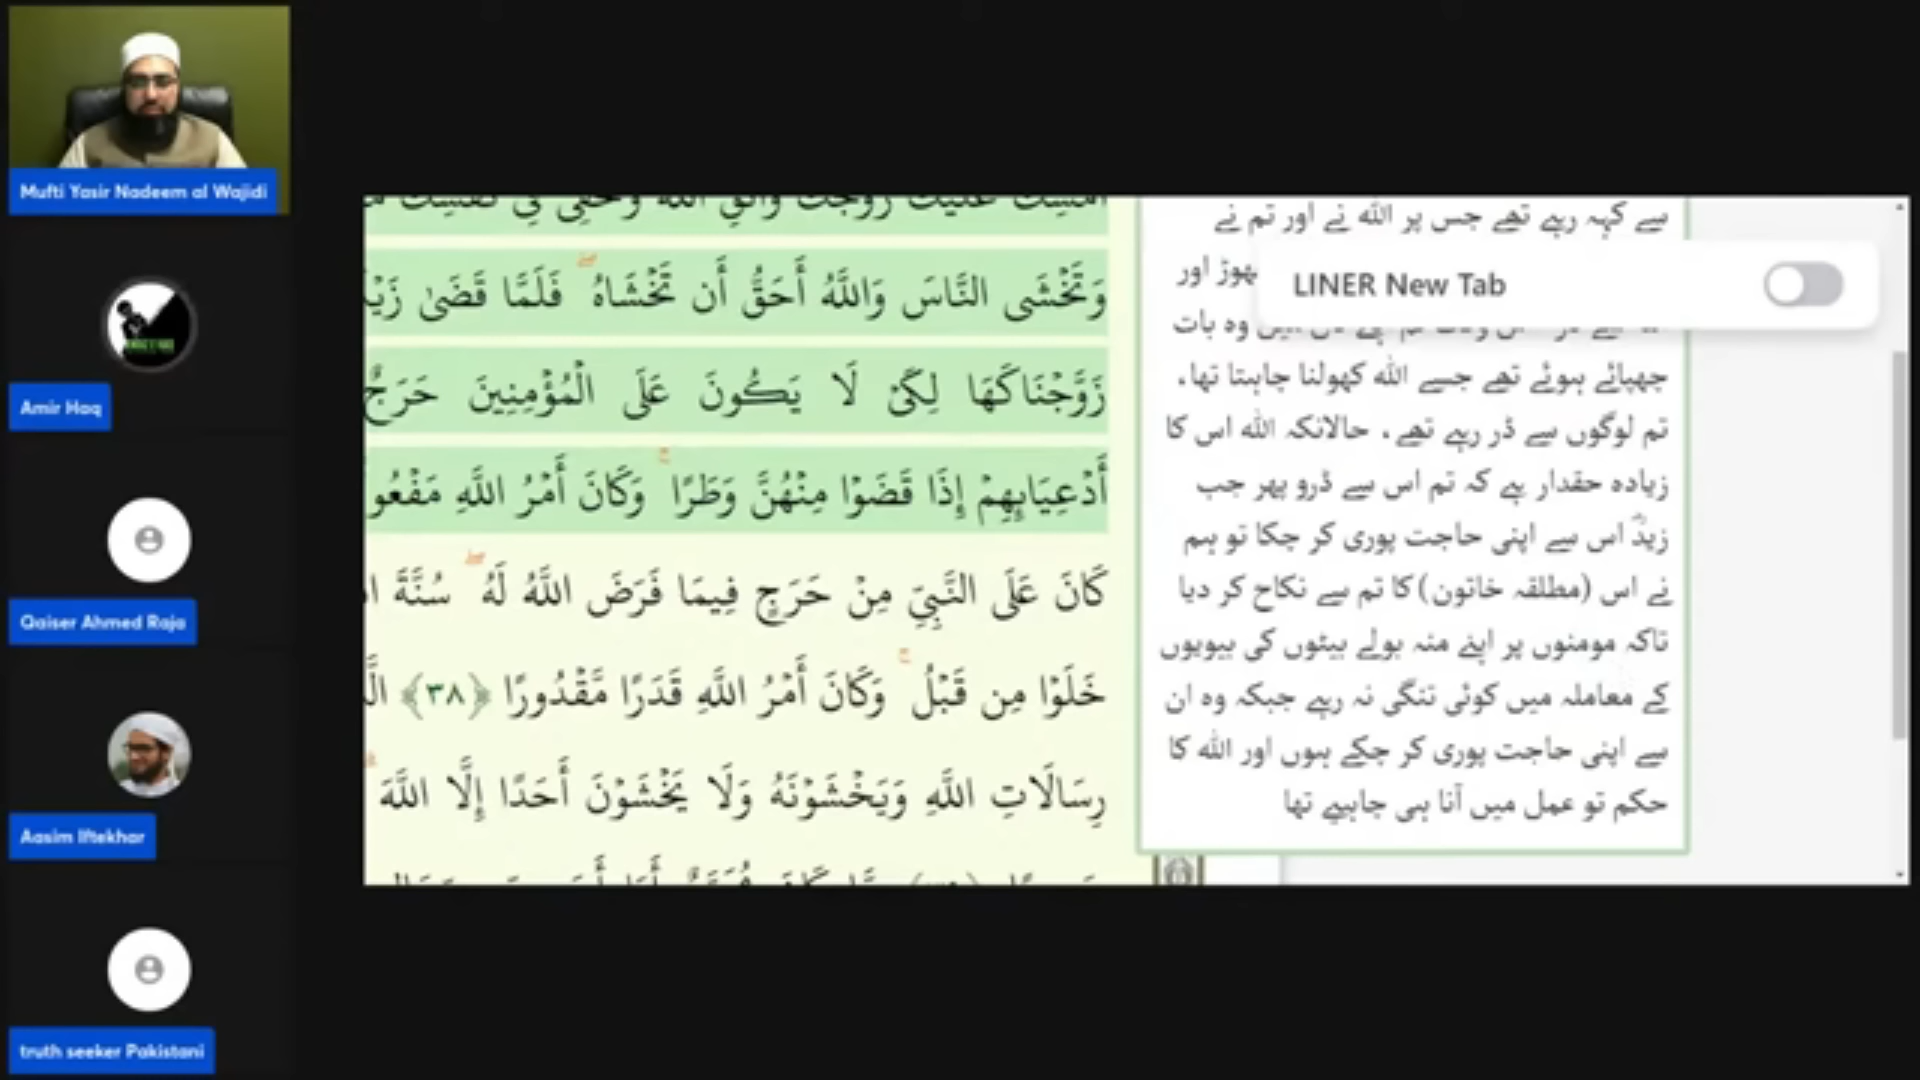 Mufti Yasir Nadeem al Wajidi
Amir Haq
Qaiser Ahmed Raja
Aasim Iftekhar
truth seeker Pakistani
وَتَخْشَى النَّاسَ وَاللَّهُ أَحَقُّ أَن تَخْشَاهُ ۖ فَلَمَّا قَضَىٰ
زَوَّجْنَاكَهَا لِكَيْ لَا يَكُونَ عَلَى الْمُؤْمِنِينَ حَرَجٌ
أَدْعِيَائِهِمْ إِذَا قَضَوْا مِنْهُنَّ وَطَرًا ۚ وَكَانَ أَمْرُ اللَّهِ
كَانَ عَلَى النَّبِيِّ مِنْ حَرَجٍ فِيمَا فَرَضَ اللَّهُ لَهُ ۖ سُنَّةَ
خَلَوْا مِن قَبْلُ ۚ وَكَانَ أَمْرُ اللَّهِ قَدَرًا مَّقْدُورًا ﴿٣٨﴾
رِسَالَاتِ اللَّهِ وَيَخْشَوْنَهُ وَلَا يَخْشَوْنَ أَحَدًا إِلَّا اللَّهَ ۗ
سے کہہ رہے تھے جس پر اللہ نے اور تم نے
اور
LINER New Tab
وہ بات
چھپائے ہوئے تھے جسے اللہ کھولنا چاہتا تھا،
تم لوگوں سے ڈر رہے تھے، حالانکہ اللہ اس کا
زیادہ حقدار ہے کہ تم اس سے ڈرو پھر جب
زیدؓ اس سے اپنی حاجت پوری کر چکا تو ہم
نے اس (مطلقہ خاتون) کا تم سے نکاح کر دیا
تاکہ مومنوں پر اپنے منہ بولے بیٹوں کی بیویوں
کے معاملہ میں کوئی تنگی نہ رہے جبکہ وہ ان
سے اپنی حاجت پوری کر چکے ہوں اور اللہ کا
حکم تو عمل میں آنا ہی چاہیے تھا